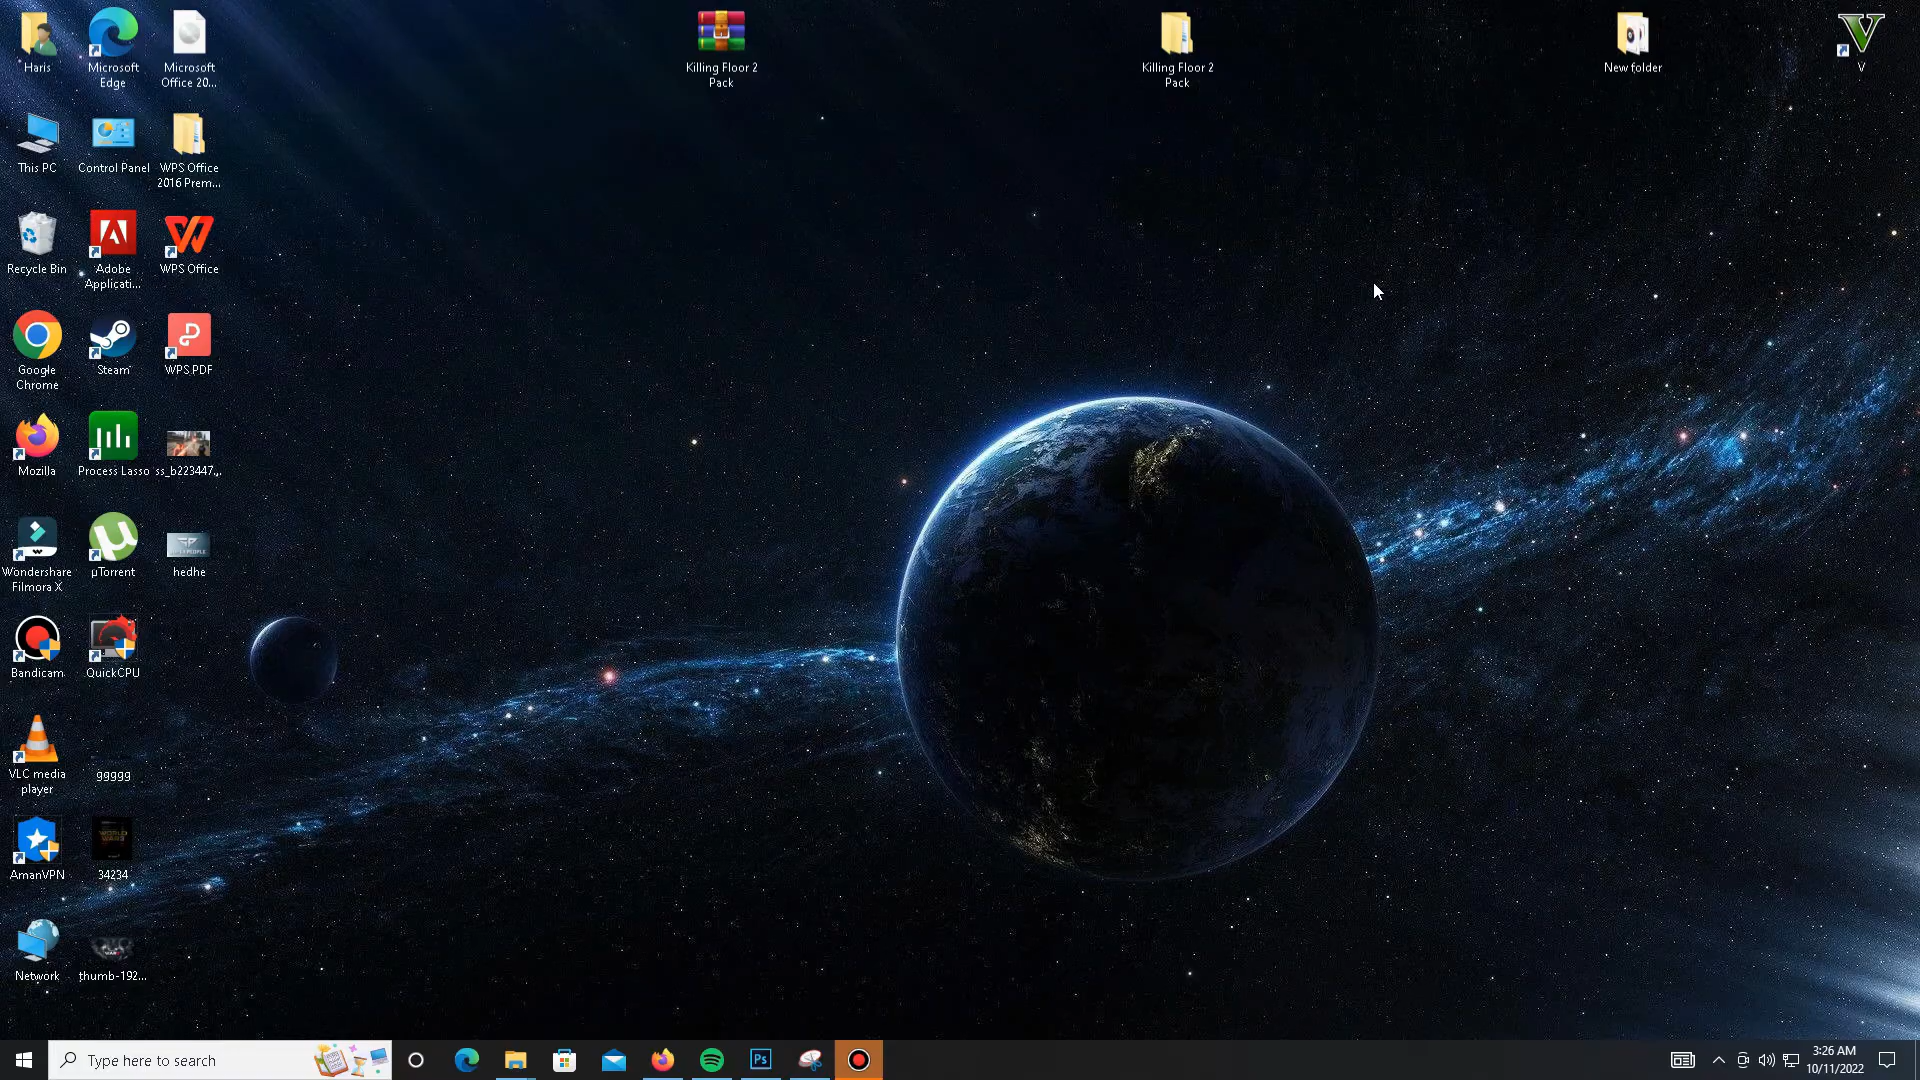 Haris
Microsoft
Edge
Microsoft
Office 20...
Killing Floor 2
Pack
Killing Floor 2
Pack
New folder
V
This PC
Control Panel
WPS Office
2016 Prem...
Recycle Bin
Adobe
Applicati...
WPS Office
Google
Chrome
Steam
WPS PDF
Mozilla
Process Lasso
ss_b223447...
Wondershare
Filmora X
µTorrent
hedhe
Bandicam
QuickCPU
VLC media
player
ggggg
AmanVPN
34234
Network
thumb-192...
Type here to search
Ps
3:26 AM
10/11/2022